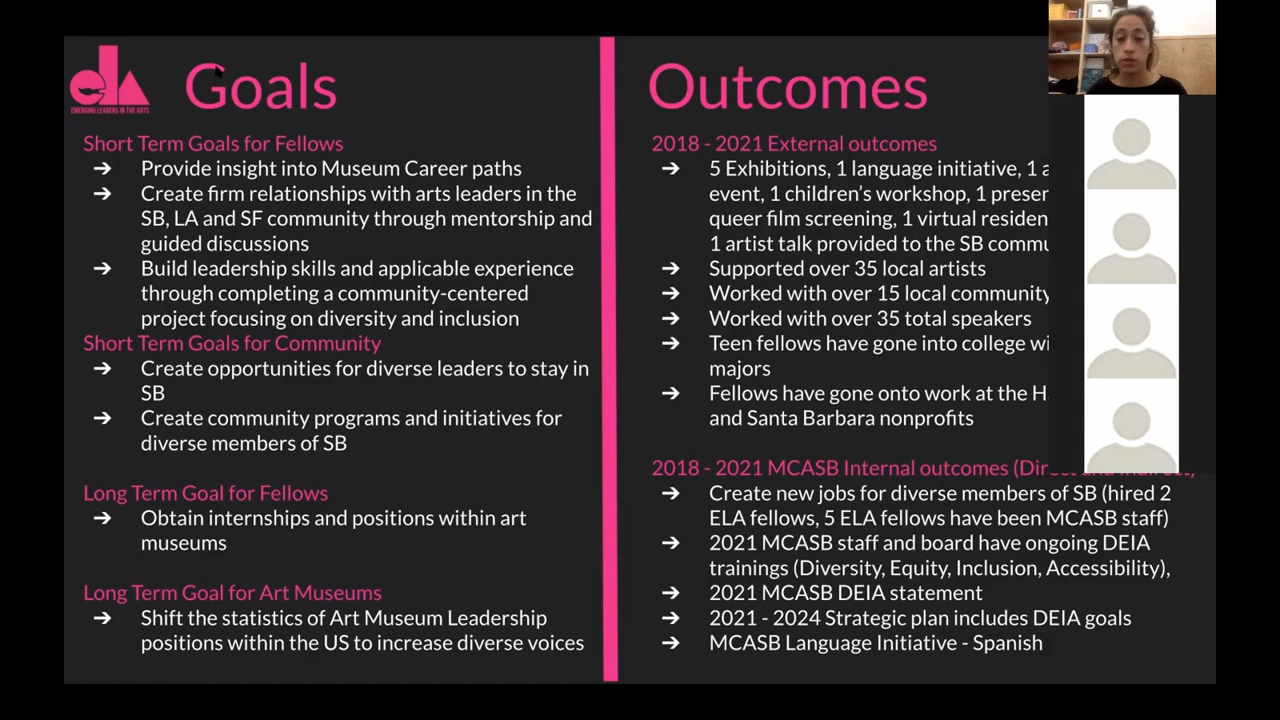 ela
EMERGING LEADERS IN THE ARTS
Goals
Short Term Goals for Fellows
➔ Provide insight into Museum Career paths
➔ Create firm relationships with arts leaders in the
SB, LA and SF community through mentorship and
guided discussions
➔ Build leadership skills and applicable experience
through completing a community-centered
project focusing on diversity and inclusion
Short Term Goals for Community
➔ Create opportunities for diverse leaders to stay in
SB
➔ Create community programs and initiatives for
diverse members of SB
Long Term Goal for Fellows
➔ Obtain internships and positions within art
museums
Long Term Goal for Art Museums
➔ Shift the statistics of Art Museum Leadership
positions within the US to increase diverse voices
Outcomes
2018 - 2021 External outcomes
➔ 5 Exhibitions, 1 language initiative, 1
event, 1 children's workshop, 1
queer film screening, 1 virtual
1 artist talk provided to the SB
➔ Supported over 35 local artists
➔ Worked with over 15 local community
➔ Worked with over 35 total speakers
➔ Teen fellows have gone into college
majors
➔ Fellows have gone onto work at the
and Santa Barbara nonprofits
2018 - 2021 MCASB Internal outcomes
➔ Create new jobs for diverse members of SB (hired 2
ELA fellows, 5 ELA fellows have been MCASB staff)
➔ 2021 MCASB staff and board have ongoing DEIA
trainings (Diversity, Equity, Inclusion, Accessibility),
➔ 2021 MCASB DEIA statement
➔ 2021 - 2024 Strategic plan includes DEIA goals
➔ MCASB Language Initiative - Spanish